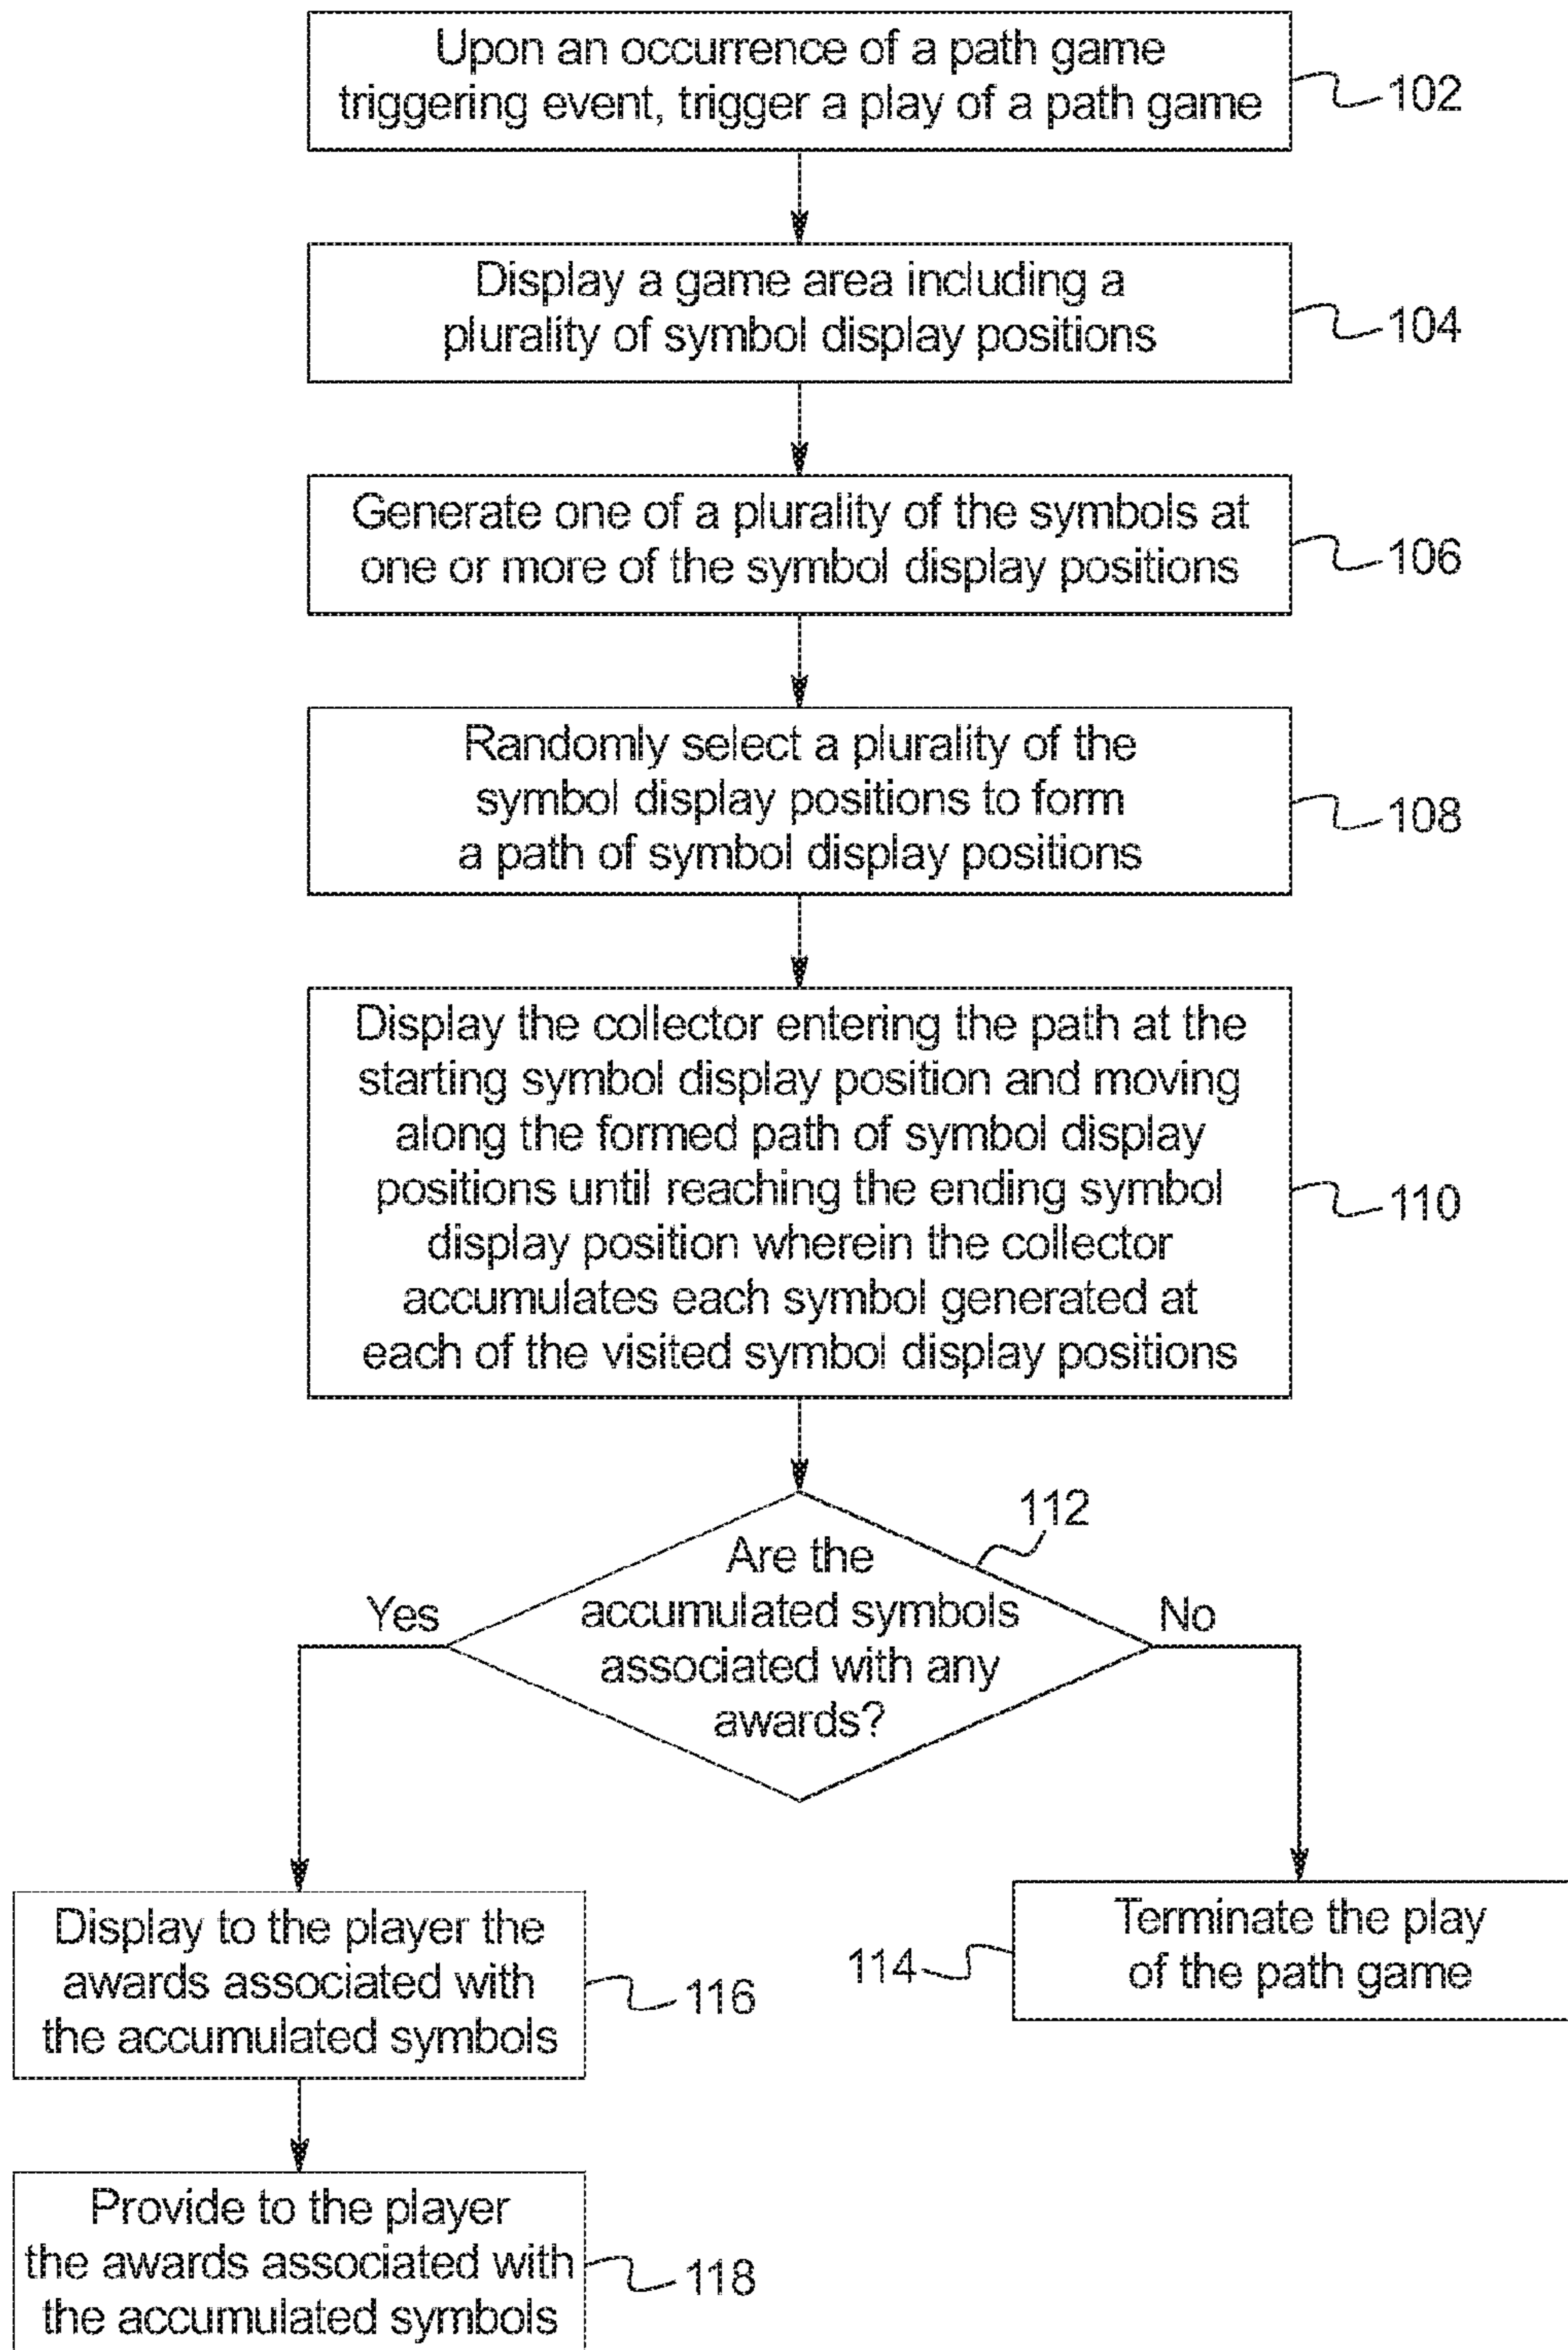 Upon an occurrence of a path game
triggering event, trigger a play of a path game
102
Display a game area including a
plurality of symbol display positions
104
Generate one of a plurality of the symbols at
one or more of the symbol display positions
106
Randomly select a plurality of the
symbol display positions to form
a path of symbol display positions
108
Display the collector entering the path at the
starting symbol display position and moving
along the formed path of symbol display
positions until reaching the ending symbol
display position wherein the collector
accumulates each symbol generated at
each of the visited symbol display positions
110
112
Are the
accumulated symbols
associated with any
awards?
Yes
No
Display to the player the
awards associated with
the accumulated symbols
116
Terminate the play
of the path game
114
Provide to the player
the awards associated with
the accumulated symbols
118